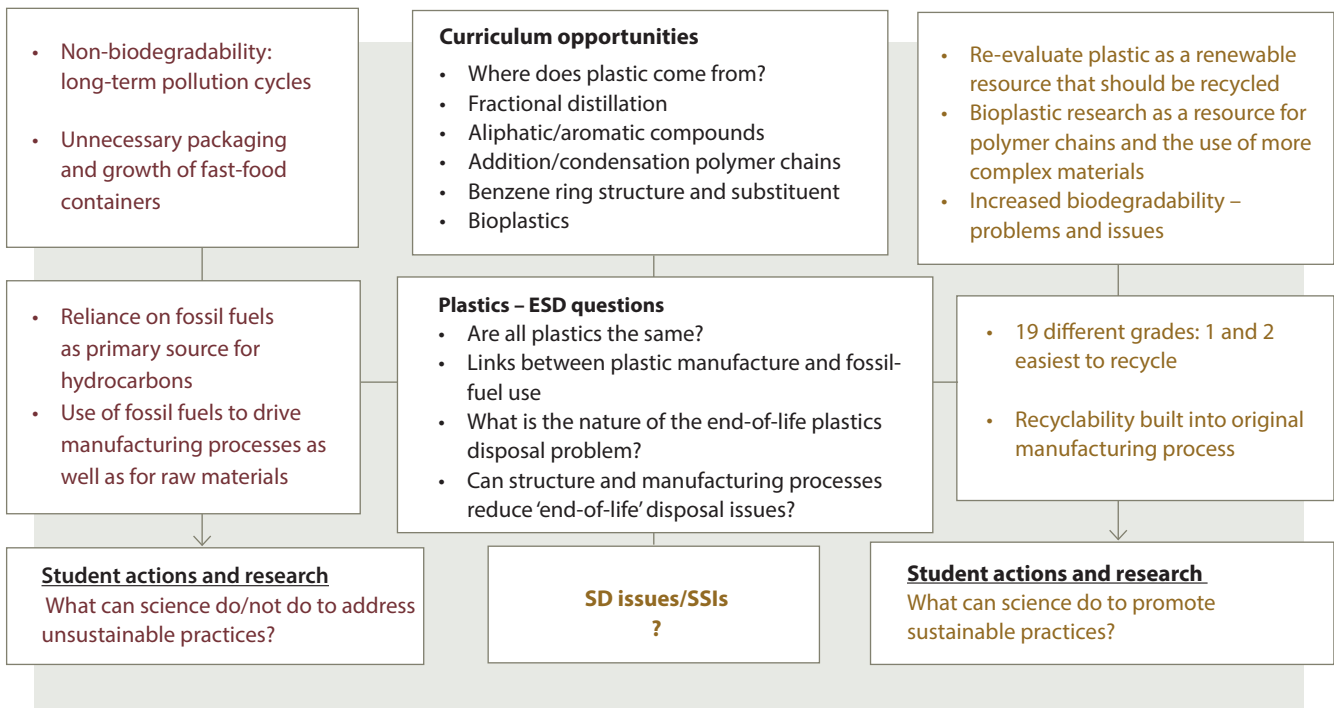 • Non-biodegradability:
long-term pollution cycles
• Unnecessary packaging
and growth of fast-food
containers
Curriculum opportunities
• Where does plastic come from?
• Fractional distillation
• Aliphatic/aromatic compounds
• Addition/condensation polymer chains
• Benzene ring structure and substituent
• Bioplastics
• Re-evaluate plastic as a renewable
resource that should be recycled
• Bioplastic research as a resource for
polymer chains and the use of more
complex materials
• Increased biodegradability –
problems and issues
• Reliance on fossil fuels
as primary source for
hydrocarbons
• Use of fossil fuels to drive
manufacturing processes as
well as for raw materials
Plastics – ESD questions
• Are all plastics the same?
• Links between plastic manufacture and fossil-
fuel use
• What is the nature of the end-of-life plastics
disposal problem?
• Can structure and manufacturing processes
reduce ‘end-of-life’ disposal issues?
• 19 different grades: 1 and 2
easiest to recycle
• Recyclability built into original
manufacturing process
Student actions and research
What can science do/not do to address
unsustainable practices?
SD issues/SSIs
?
Student actions and research
What can science do to promote
sustainable practices?